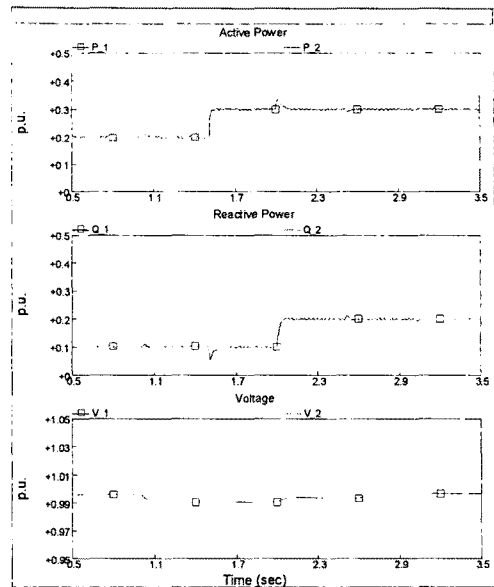 Active Power
P_1 P_2
+0.5
+0.4
+0.3
+0.2
+0.1
+0
p.u.
0.5 1.1 1.7 2.3 2.9 3.5
Reactive Power
Q_1 Q_2
+0.5
+0.4
+0.3
+0.2
+0.1
+0
p.u.
0.5 1.1 1.7 2.3 2.9 3.5
Voltage
V_1 V_2
+1.05
+1.03
+1.01
+0.99
+0.97
+0.95
p.u.
0.5 1.1 1.7 2.3 2.9 3.5
Time (sec)